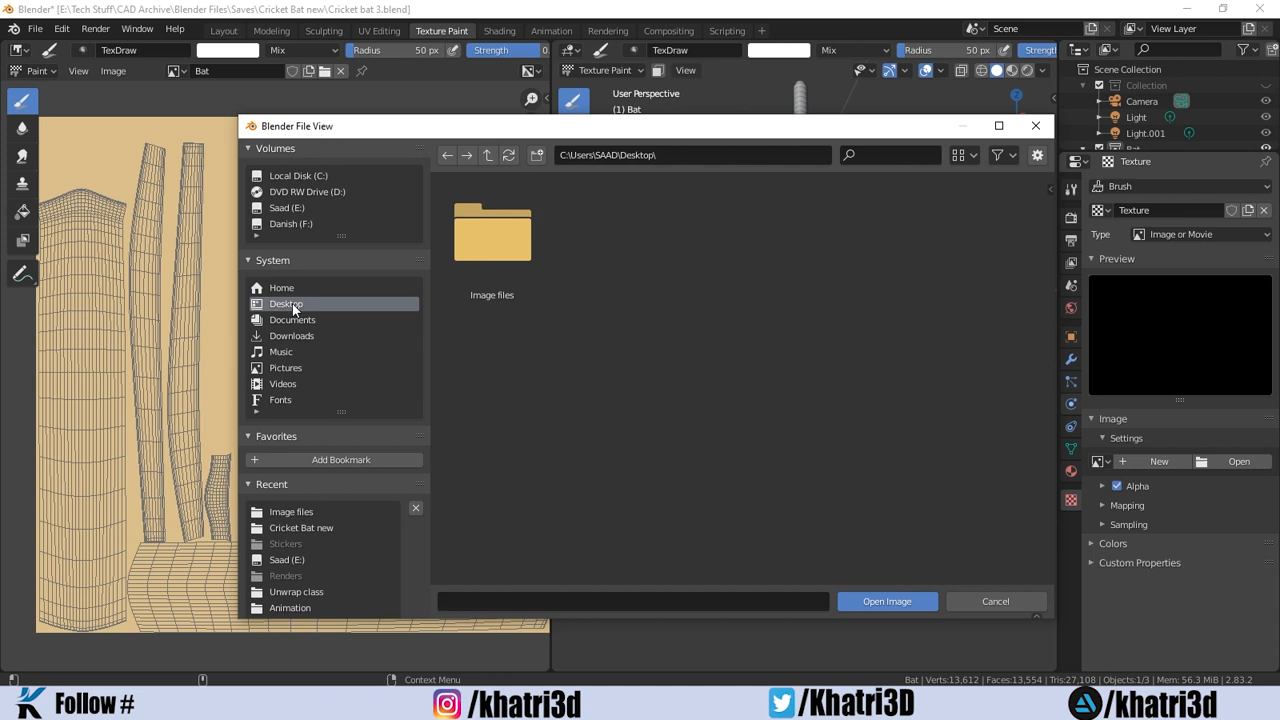 Blender* [E:\Tech Stuff\CAD Archive\Blender Files\Saves\Cricket Bat new\Cricket bat 3.blend]
File Edit Render Window Help Layout Modeling Sculpting UV Editing Texture Paint Shading Animation Rendering Compositing Scripting + Scene View Layer
TexDraw Mix Radius 50 px Strength 0. TexDraw Mix Radius 50 px Strengtl
Paint View Image Bat Texture Paint View
User Perspective
(1) Bat
Z
Scene Collection
Collection
Camera
Light
Light.001
Bat
Blender File View
Volumes
Local Disk (C:)
DVD RW Drive (D:)
Saad (E:)
Danish (F:)
System
Home
Desktop
Documents
Downloads
Music
Pictures
Videos
Fonts
Favorites
+ Add Bookmark
Recent
Image files
Cricket Bat new
Stickers
Saad (E:)
Renders
Unwrap class
Animation
C:\Users\SAAD\Desktop\
Image files
Open Image Cancel
Texture
Brush
Texture
Type Image or Movie
Preview
Image
Settings
+ New Open
Alpha
Mapping
Sampling
Colors
Custom Properties
Context Menu
Bat | Verts:13,612 | Faces:13,554 | Tris:27,108 | Objects:1/3 | Mem: 56.3 MiB | 2.83.2
Follow # /khatri3d /Khatri3D /khatri3d